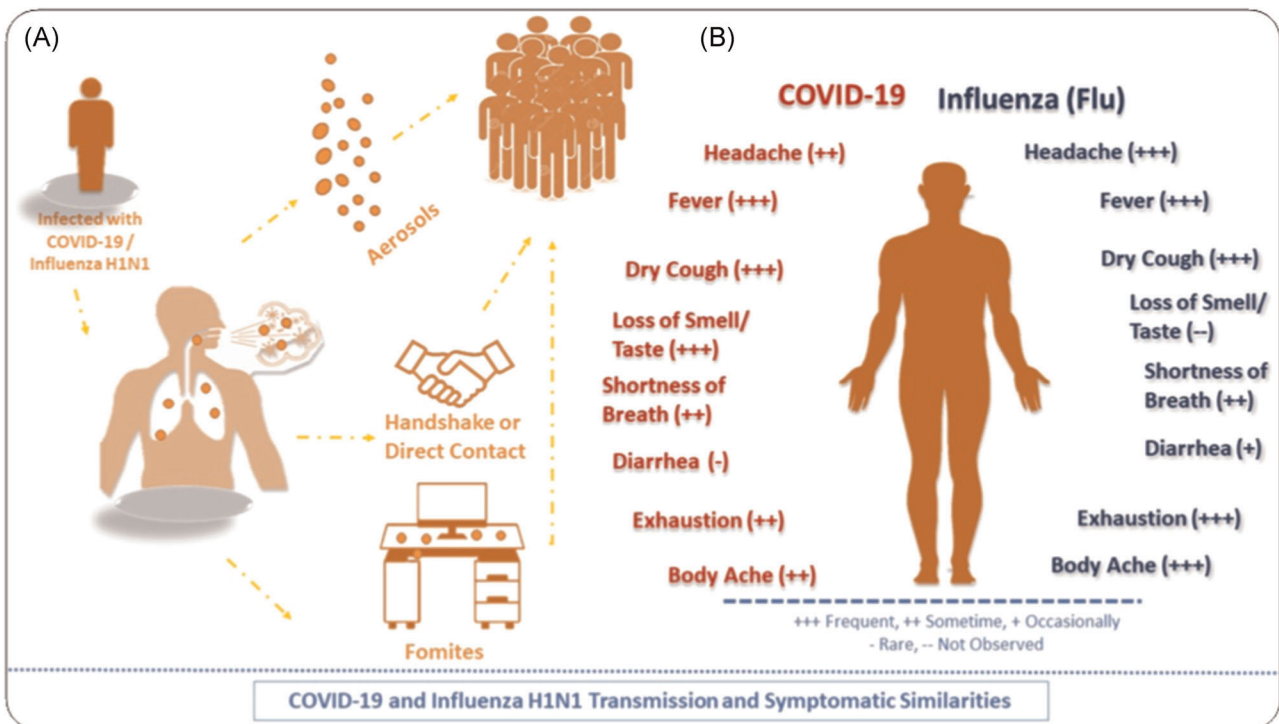 (A)
Infected with
COVID-19 /
Influenza H1N1
Aerosols
Handshake or
Direct Contact
Fomites
(B)
COVID-19
Headache (++)
Fever (+++)
Dry Cough (+++)
Loss of Smell/
Taste (+++)
Shortness of
Breath (++)
Diarrhea (-)
Exhaustion (++)
Body Ache (++)
Influenza (Flu)
Headache (+++)
Fever (+++)
Dry Cough (+++)
Loss of Smell/
Taste (--)
Shortness of
Breath (++)
Diarrhea (+)
Exhaustion (+++)
Body Ache (+++)
+++ Frequent, ++ Sometime, + Occasionally
- Rare, -- Not Observed
COVID-19 and Influenza H1N1 Transmission and Symptomatic Similarities